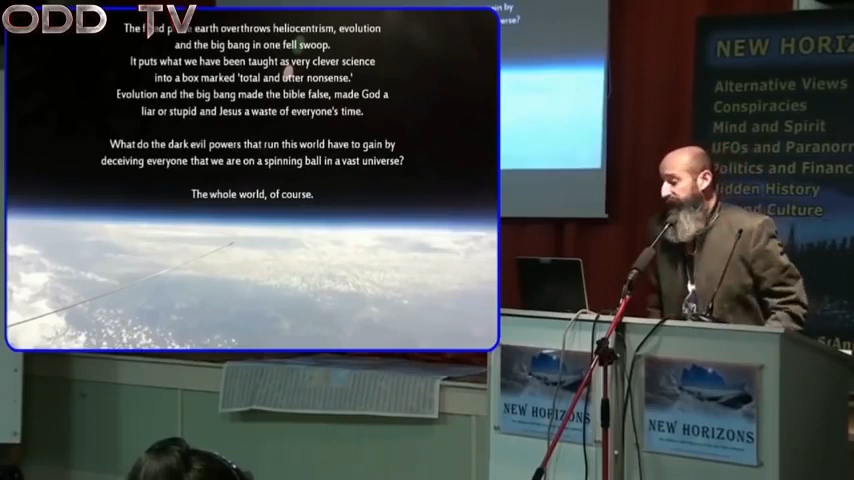 ODD TV
The earth overthrows heliocentrism, evolution
and the big bang in one fell swoop.
It puts what we have been taught as very clever science
into a box marked 'total and utter nonsense.'
Evolution and the big bang made the bible false, made God a
liar or stupid and Jesus a waste of everyone's time.
What do the dark evil powers that run this world have to gain by
deceiving everyone that we are on a spinning ball in a vast universe?
The whole world, of course.
n by
erse?
NEW HORIZ
Alternative Views
Conspiracies
Mind and Spirit
UFOs and Paranorr
Politics and Financ
Hidden History
and Culture
NEW HORIZONS
NEW HORIZONS